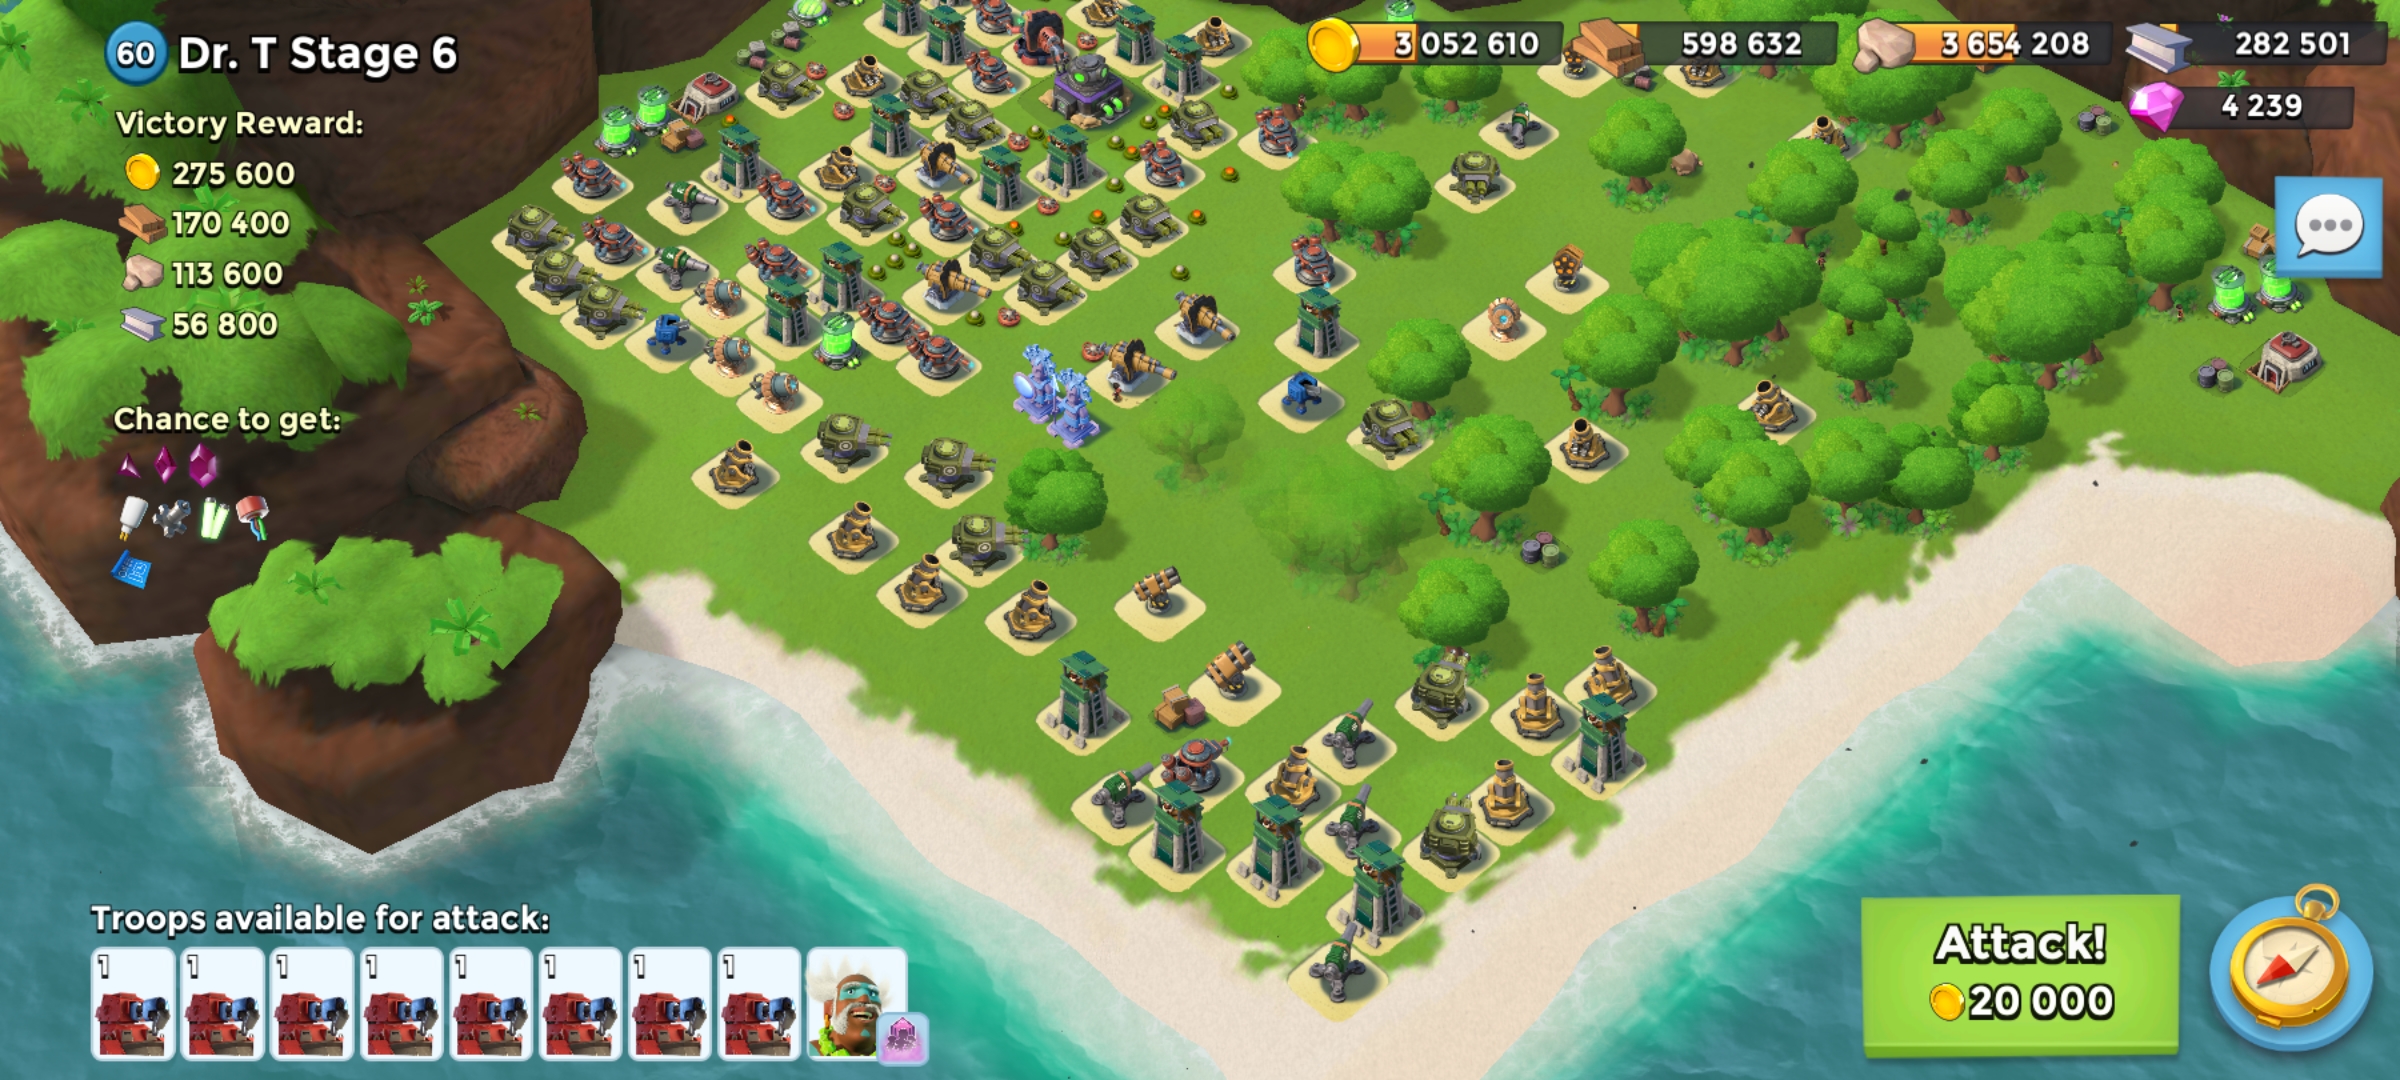 60 Dr. T Stage 6
3 052 610
598 632
3 654 208
282 501
4 239
Victory Reward:
275 600
170 400
113 600
56 800
Chance to get:
Troops available for attack:
1 1 1 1 1 1 1 1
Attack!
20 000